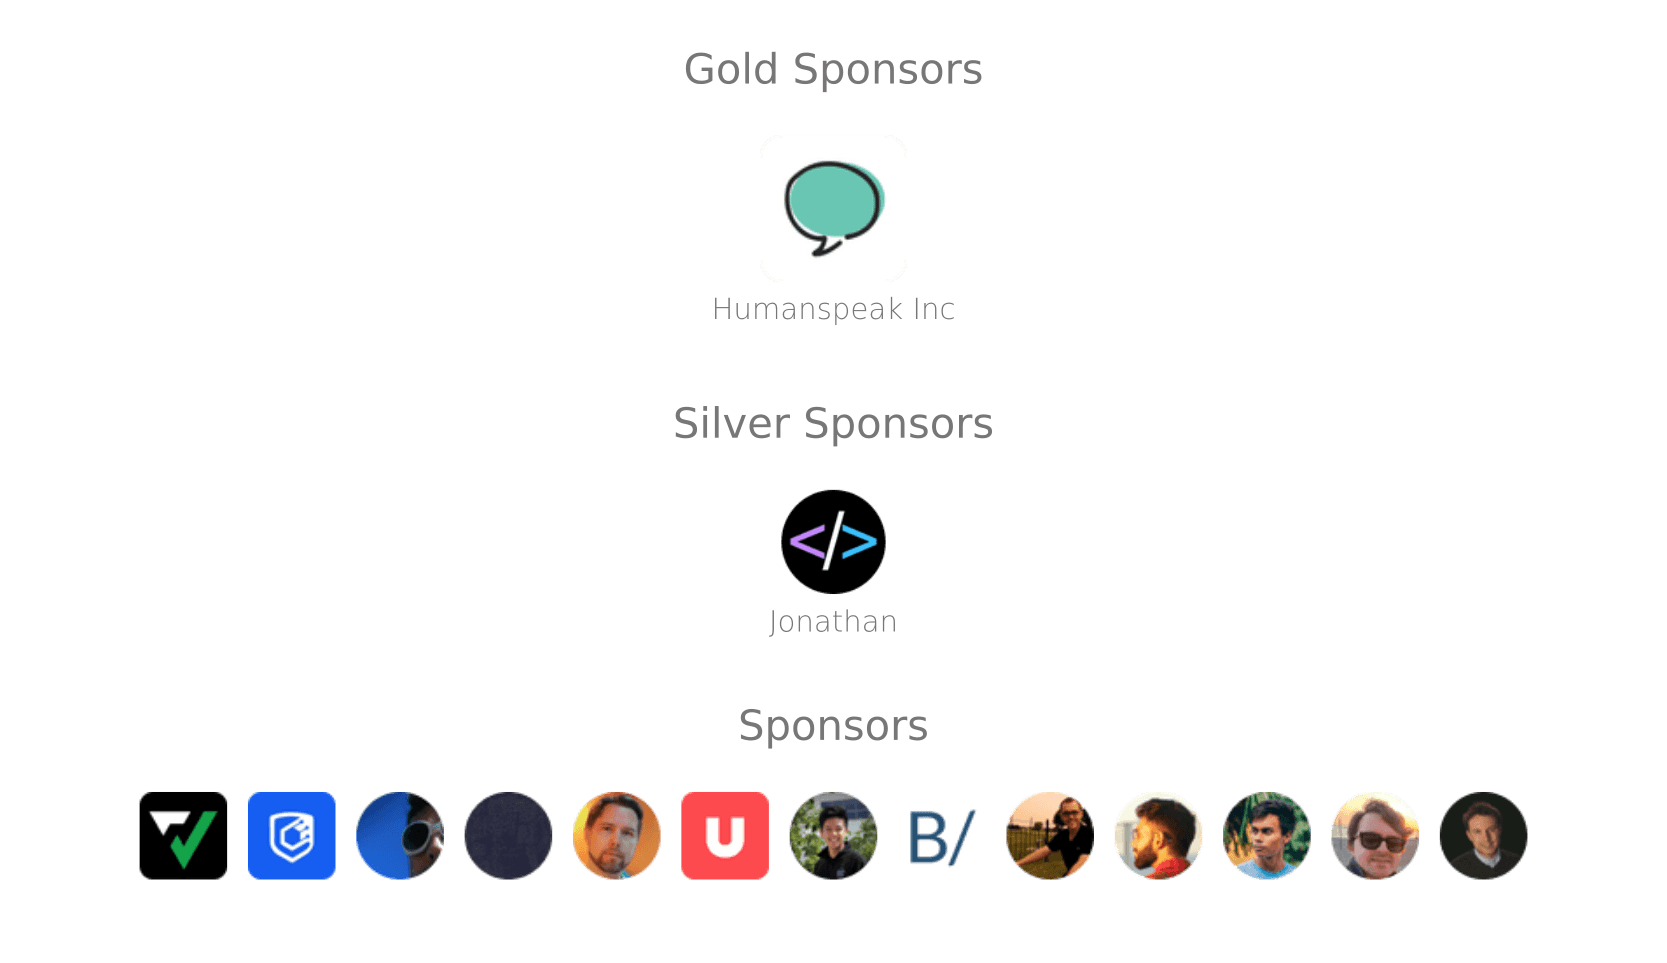 Gold Sponsors
Humanspeak Inc
Silver Sponsors
</>
Jonathan
Sponsors
U
B/